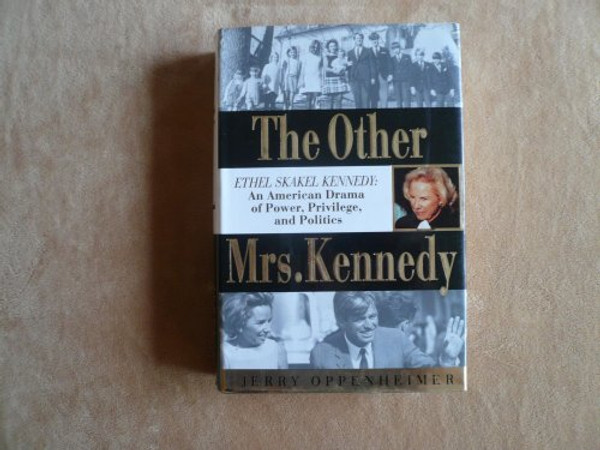 The Other
ETHEL SKAKEL KENNEDY:
An American Drama
of Power, Privilege,
and Politics
Mrs. Kennedy
JERRY OPPENHEIMER